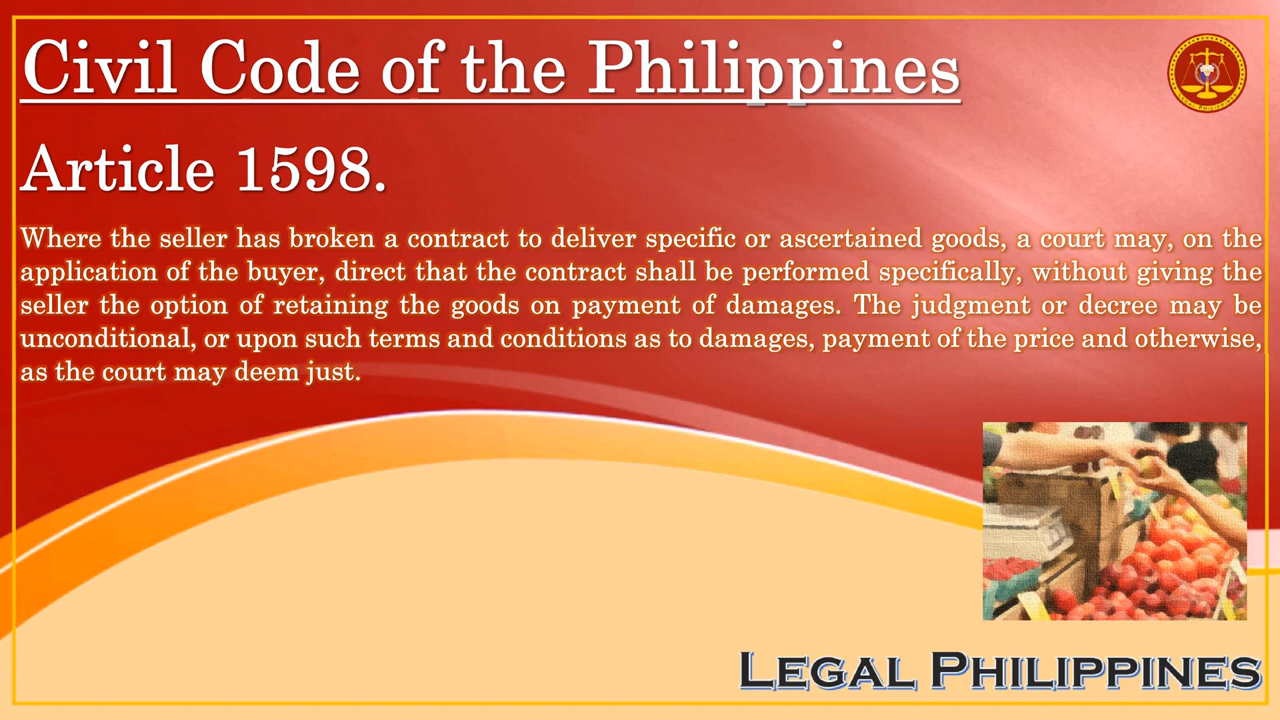 Civil Code of the Philippines
Article 1598.
Where the seller has broken a contract to deliver specific or ascertained goods, a court may, on the
application of the buyer, direct that the contract shall be performed specifically, without giving the
seller the option of retaining the goods on payment of damages. The judgment or decree may be
unconditional, or upon such terms and conditions as to damages, payment of the price and otherwise,
as the court may deem just.
LEGAL PHILIPPINES
LEGAL PHILIPPINES